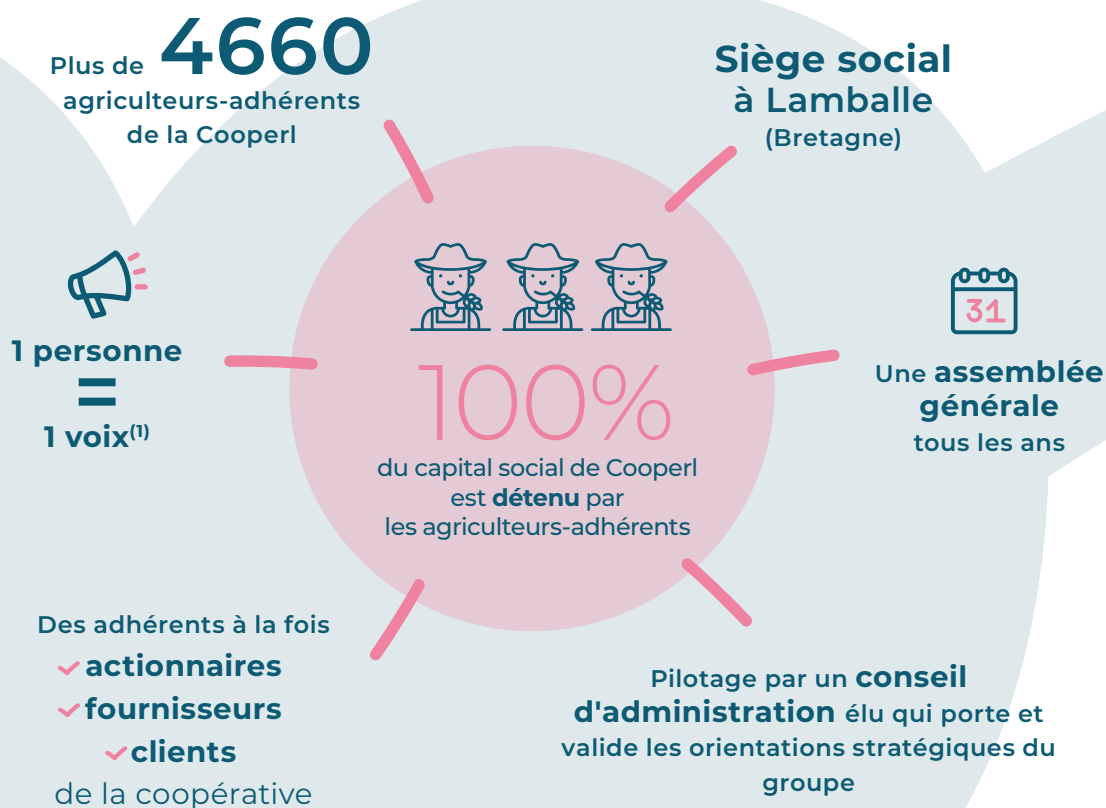 Plus de 4660
agriculteurs-adhérents
de la Cooperl
Siège social
à Lamballe
(Bretagne)
1 personne
=
1 voix(1)
31
Une assemblée
générale
tous les ans
100%
du capital social de Cooperl
est détenu par
les agriculteurs-adhérents
Des adhérents à la fois
actionnaires
fournisseurs
clients
de la coopérative
Pilotage par un conseil
d'administration élu qui porte et
valide les orientations stratégiques du
groupe